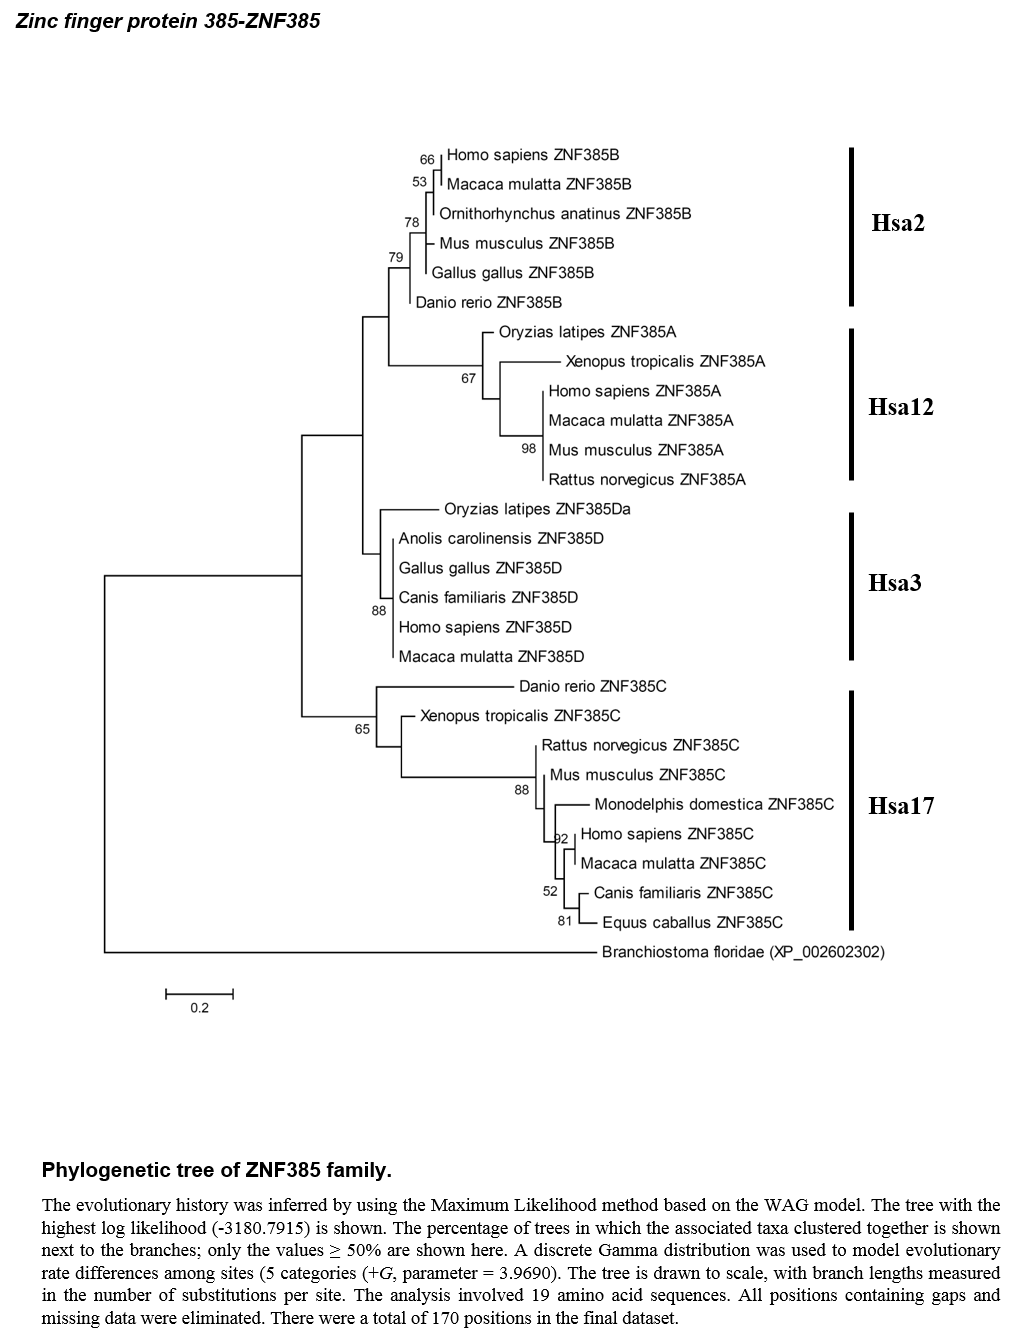 Zinc finger protein 385-ZNF385
66
Homo sapiens ZNF385B
53
Macaca mulatta ZNF385B
78
Ornithorhynchus anatinus ZNF385B
Hsa2
Mus musculus ZNF385B
79
Gallus gallus ZNF385B
Danio rerio ZNF385B
Oryzias latipes ZNF385A
Xenopus tropicalis ZNF385A
67
Homo sapiens ZNF385A
Hsa12
Macaca mulatta ZNF385A
98
Mus musculus ZNF385A
Rattus norvegicus ZNF385A
Oryzias latipes ZNF385Da
Anolis carolinensis ZNF385D
Gallus gallus ZNF385D
Hsa3
Canis familiaris ZNF385D
88
Homo sapiens ZNF385D
Macaca mulatta ZNF385D
Danio rerio ZNF385C
65
Xenopus tropicalis ZNF385C
Rattus norvegicus ZNF385C
Mus musculus ZNF385C
88
Monodelphis domestica ZNF385C
Hsa17
92
Homo sapiens ZNF385C
Macaca mulatta ZNF385C
52
Canis familiaris ZNF385C
81
Equus caballus ZNF385C
Branchiostoma floridae (XP_002602302)
0.2
Phylogenetic tree of ZNF385 family.
The evolutionary history was inferred by using the Maximum Likelihood method based on the WAG model. The tree with the
highest log likelihood (-3180.7915) is shown. The percentage of trees in which the associated taxa clustered together is shown
next to the branches; only the values ≥ 50% are shown here. A discrete Gamma distribution was used to model evolutionary
rate differences among sites (5 categories (+G, parameter = 3.9690). The tree is drawn to scale, with branch lengths measured
in the number of substitutions per site. The analysis involved 19 amino acid sequences. All positions containing gaps and
missing data were eliminated. There were a total of 170 positions in the final dataset.